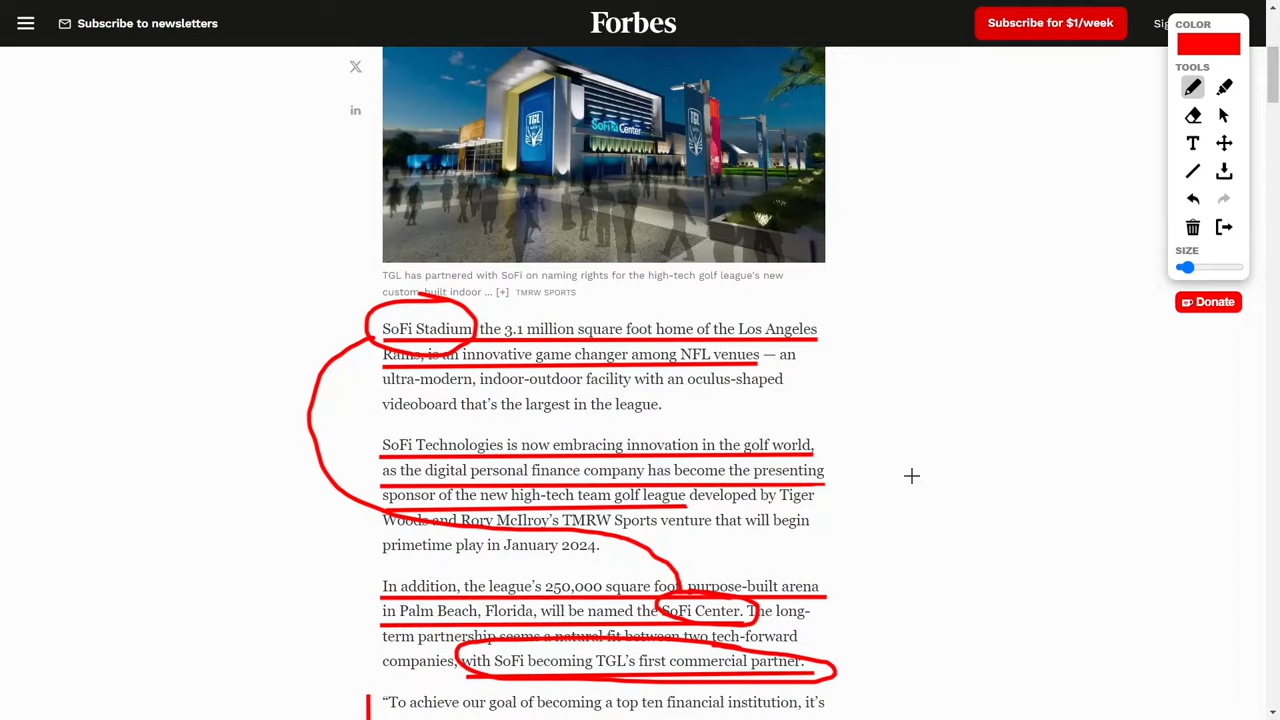 Subscribe to newsletters
Forbes
Subscribe for $1/week
Sig
COLOR
TOOLS
T
SIZE
Donate
TGL
SoFi Center
TGL
TGL has partnered with SoFi on naming rights for the high-tech golf league's new
custom-built indoor ... [+] TMRW SPORTS
SoFi Stadium, the 3.1 million square foot home of the Los Angeles
Rams, is an innovative game changer among NFL venues — an
ultra-modern, indoor-outdoor facility with an oculus-shaped
videoboard that's the largest in the league.
SoFi Technologies is now embracing innovation in the golf world,
as the digital personal finance company has become the presenting
sponsor of the new high-tech team golf league developed by Tiger
Woods and Rory McIlroy's TMRW Sports venture that will begin
primetime play in January 2024.
In addition, the league's 250,000 square foot, purpose-built arena
in Palm Beach, Florida, will be named the SoFi Center. The long-
term partnership seems a natural fit between two tech-forward
companies, with SoFi becoming TGL's first commercial partner.
“To achieve our goal of becoming a top ten financial institution, it's